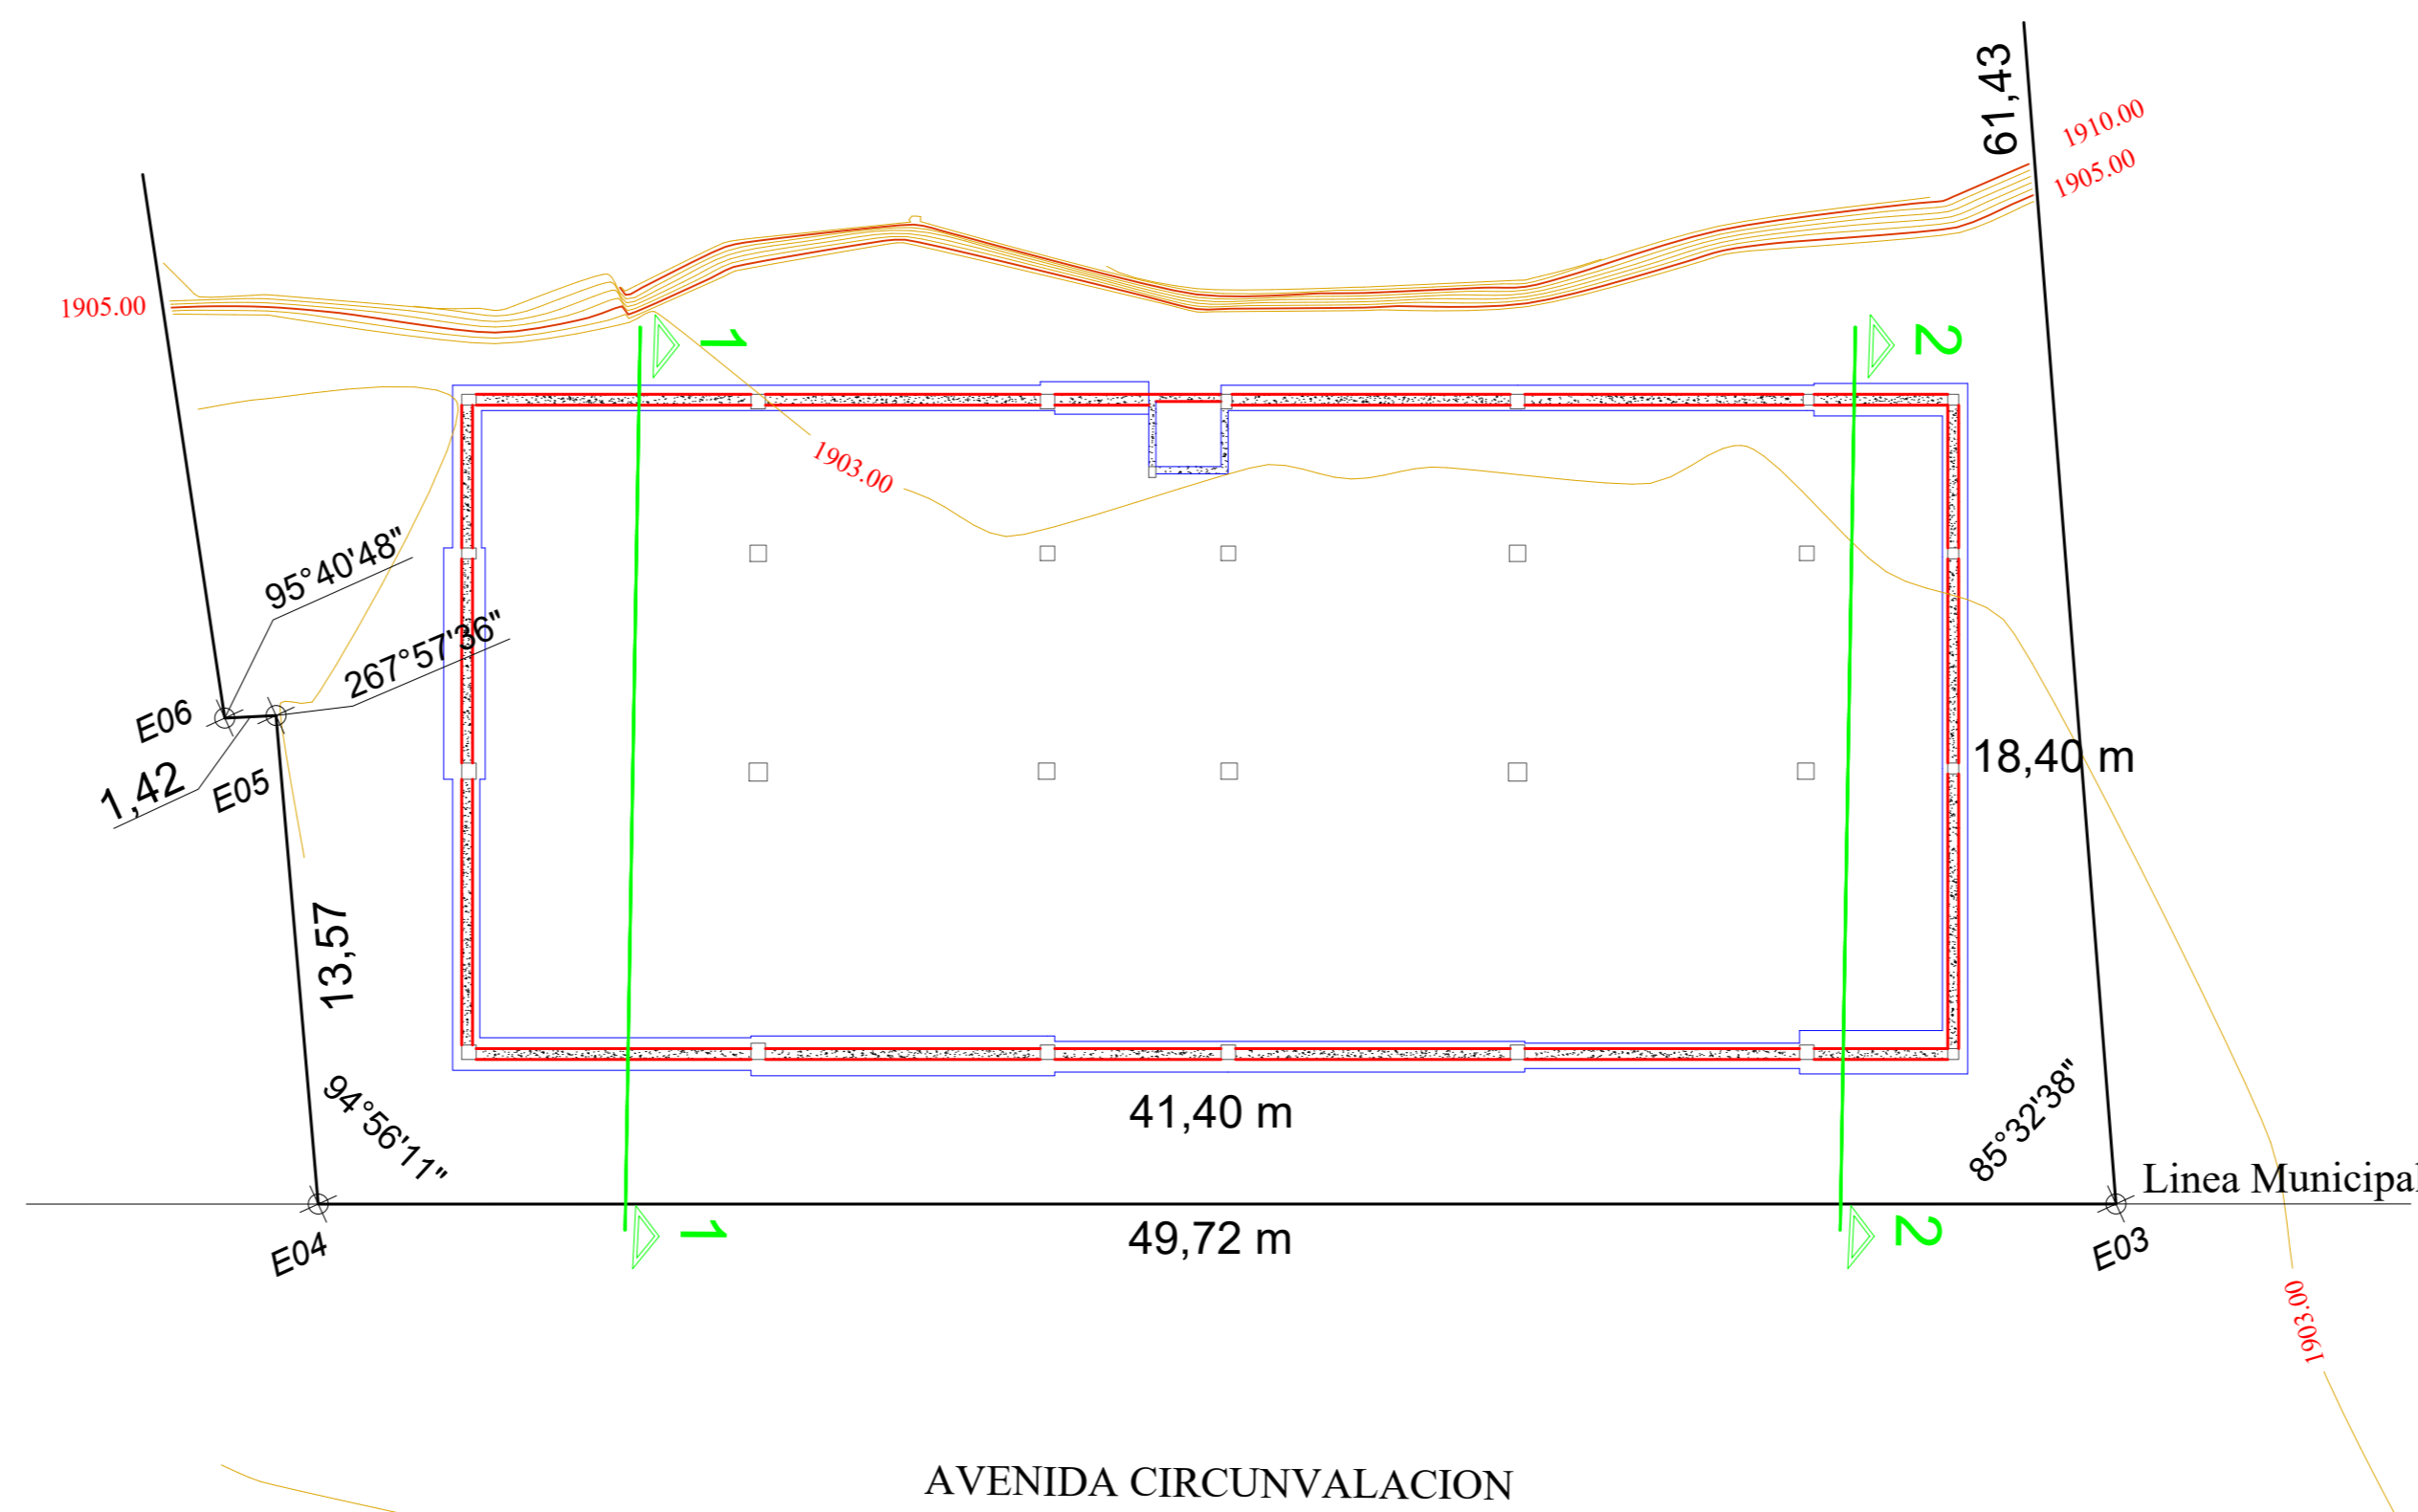 61,43
1910.00
1905.00
1905.00
1
2
1903.00
95°40'48"
267°57'36"
E06
E05
1,42
18,40 m
13,57
94°56'11"
41,40 m
85°32'38"
Linea Municipal
E04
1
49,72 m
2
E03
1903.00
AVENIDA CIRCUNVALACION